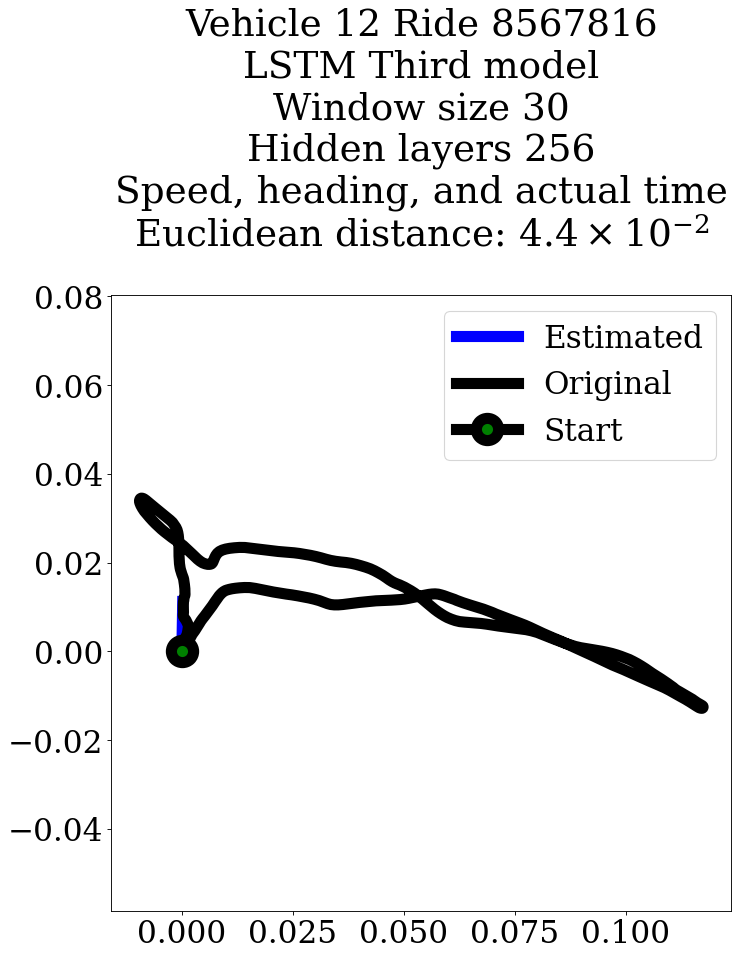 Vehicle 12 Ride 8567816
LSTM Third model
Window size 30
Hidden layers 256
Speed, heading, and actual time
Euclidean distance: 4.4 × 10⁻²
0.08
0.06
0.04
0.02
0.00
−0.02
−0.04
Estimated
Original
Start
0.000 0.025 0.050 0.075 0.100